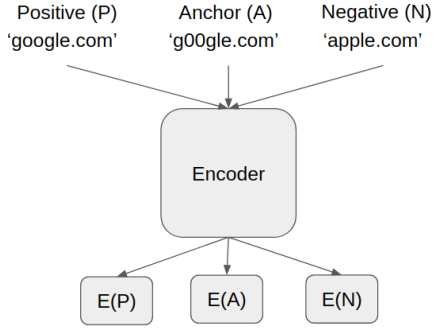 Positive (P) Anchor (A) Negative (N)
‘google.com’ ‘g00gle.com’ ‘apple.com’
Encoder
E(P) E(A) E(N)